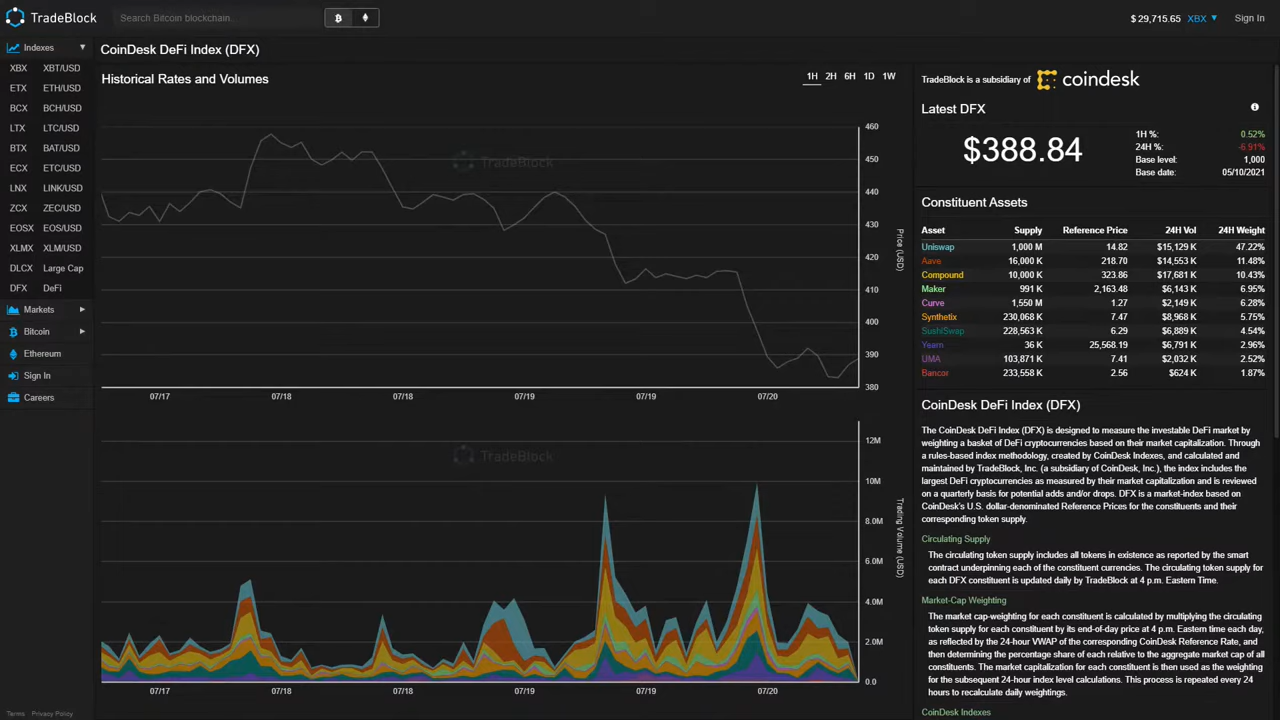 TradeBlock
Search Bitcoin blockchain.
$ 29,715.65 XBX ▼ Sign In
Indexes ▼
XBX XBT/USD
ETX ETH/USD
BCX BCH/USD
LTX LTC/USD
BTX BAT/USD
ECX ETC/USD
LNX LINK/USD
ZCX ZEC/USD
EOSX EOS/USD
XLMX XLM/USD
DLCX Large Cap
DFX DeFi
Markets
Bitcoin
Ethereum
Sign In
Careers
Terms Privacy Policy
CoinDesk DeFi Index (DFX)
Historical Rates and Volumes
1H 2H 6H 1D 1W
TradeBlock
460
450
440
430
420
410
400
390
380
Price (USD)
07/17 07/18 07/18 07/19 07/19 07/20
TradeBlock
12M
10M
8.0M
6.0M
4.0M
2.0M
0.0
Trading Volume (USD)
07/17 07/18 07/18 07/19 07/19 07/20
TradeBlock is a subsidiary of coindesk
Latest DFX
$388.84
1H %: 0.52%
24H %: -6.91%
Base level: 1,000
Base date: 05/10/2021
Constituent Assets
Asset Supply Reference Price 24H Vol 24H Weight
Uniswap 1,000 M 14.82 $15,129 K 47.22%
Aave 16,000 K 218.70 $14,553 K 11.48%
Compound 10,000 K 323.86 $17,681 K 10.43%
Maker 991 K 2,163.48 $6,143 K 6.95%
Curve 1,550 M 1.27 $2,149 K 6.28%
Synthetix 230,068 K 7.47 $8,968 K 5.75%
SushiSwap 228,563 K 6.29 $6,889 K 4.54%
Yearn 36 K 25,568.19 $6,791 K 2.96%
UMA 103,871 K 7.41 $2,032 K 2.52%
Bancor 233,558 K 2.56 $624 K 1.87%
CoinDesk DeFi Index (DFX)
The CoinDesk DeFi Index (DFX) is designed to measure the investable DeFi market by
weighting a basket of DeFi cryptocurrencies based on their market capitalization. Through
a rules-based index methodology, created by CoinDesk Indexes, and calculated and
maintained by TradeBlock, Inc. (a subsidiary of CoinDesk, Inc.), the index includes the
largest DeFi cryptocurrencies as measured by their market capitalization and is reviewed
on a quarterly basis for potential adds and/or drops. DFX is a market-index based on
CoinDesk's U.S. dollar-denominated Reference Prices for the constituents and their
corresponding token supply.
Circulating Supply
The circulating token supply includes all tokens in existence as reported by the smart
contract underpinning each of the constituent currencies. The circulating token supply for
each DFX constituent is updated daily by TradeBlock at 4 p.m. Eastern Time.
Market-Cap Weighting
The market cap-weighting for each constituent is calculated by multiplying the circulating
token supply for each constituent by its end-of-day price at 4 p.m. Eastern time each day,
as reflected by the 24-hour VWAP of the corresponding CoinDesk Reference Rate, and
then determining the percentage share of each relative to the aggregate market cap of all
constituents. The market capitalization for each constituent is then used as the weighting
for the subsequent 24-hour index level calculations. This process is repeated every 24
hours to recalculate daily weightings.
CoinDesk Indexes